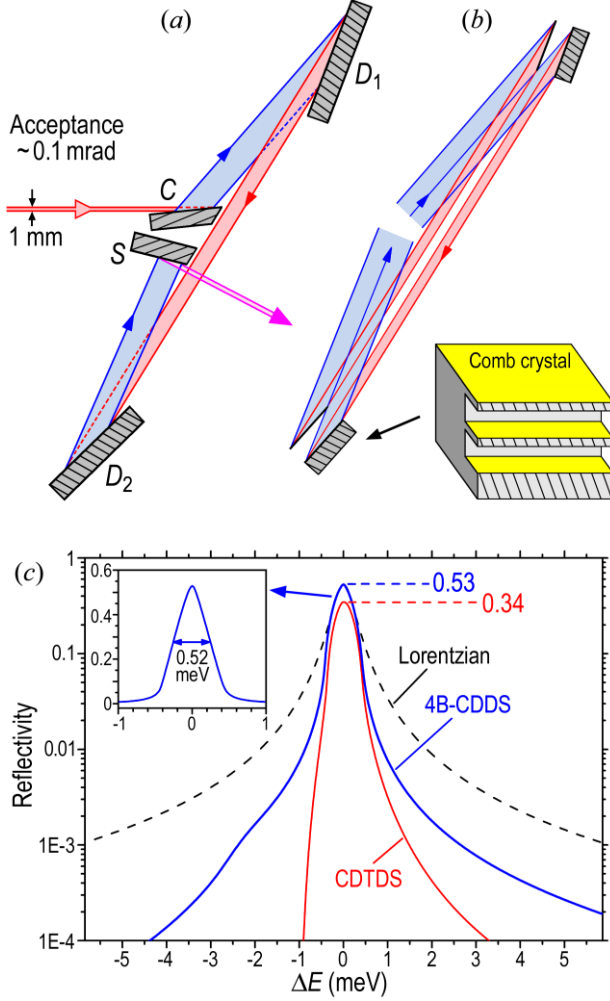 (a)
(b)
D1
Acceptance
~0.1 mrad
C
1 mm
S
D2
Comb crystal
(c)
Reflectivity
1
0.1
0.01
1E-3
1E-4
0.6
0.4
0.2
0
-1
0
1
0.52
meV
0.53
0.34
Lorentzian
4B-CDDS
CDTDS
-5 -4 -3 -2 -1 0 1 2 3 4 5
ΔE (meV)